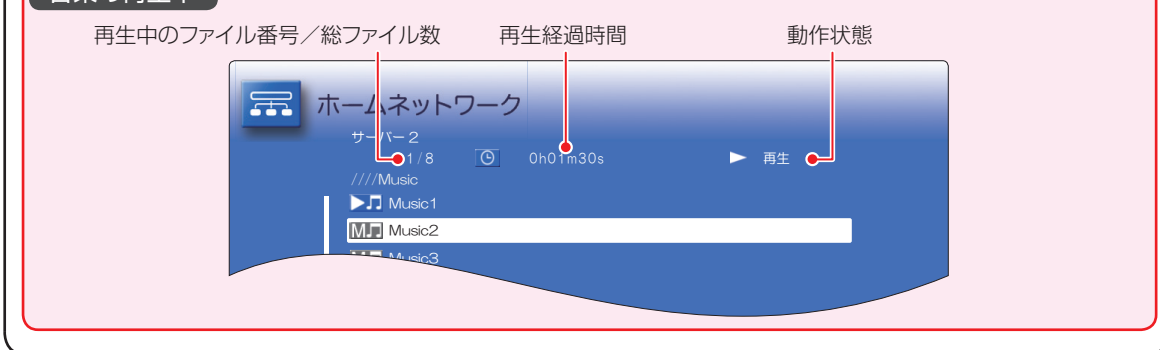 再生中のファイル番号／総ファイル数 再生経過時間 動作状態
ホームネットワーク
サーバー 2
1 / 8 0h01m30s 再生
////Music
Music1
M Music2
Music3